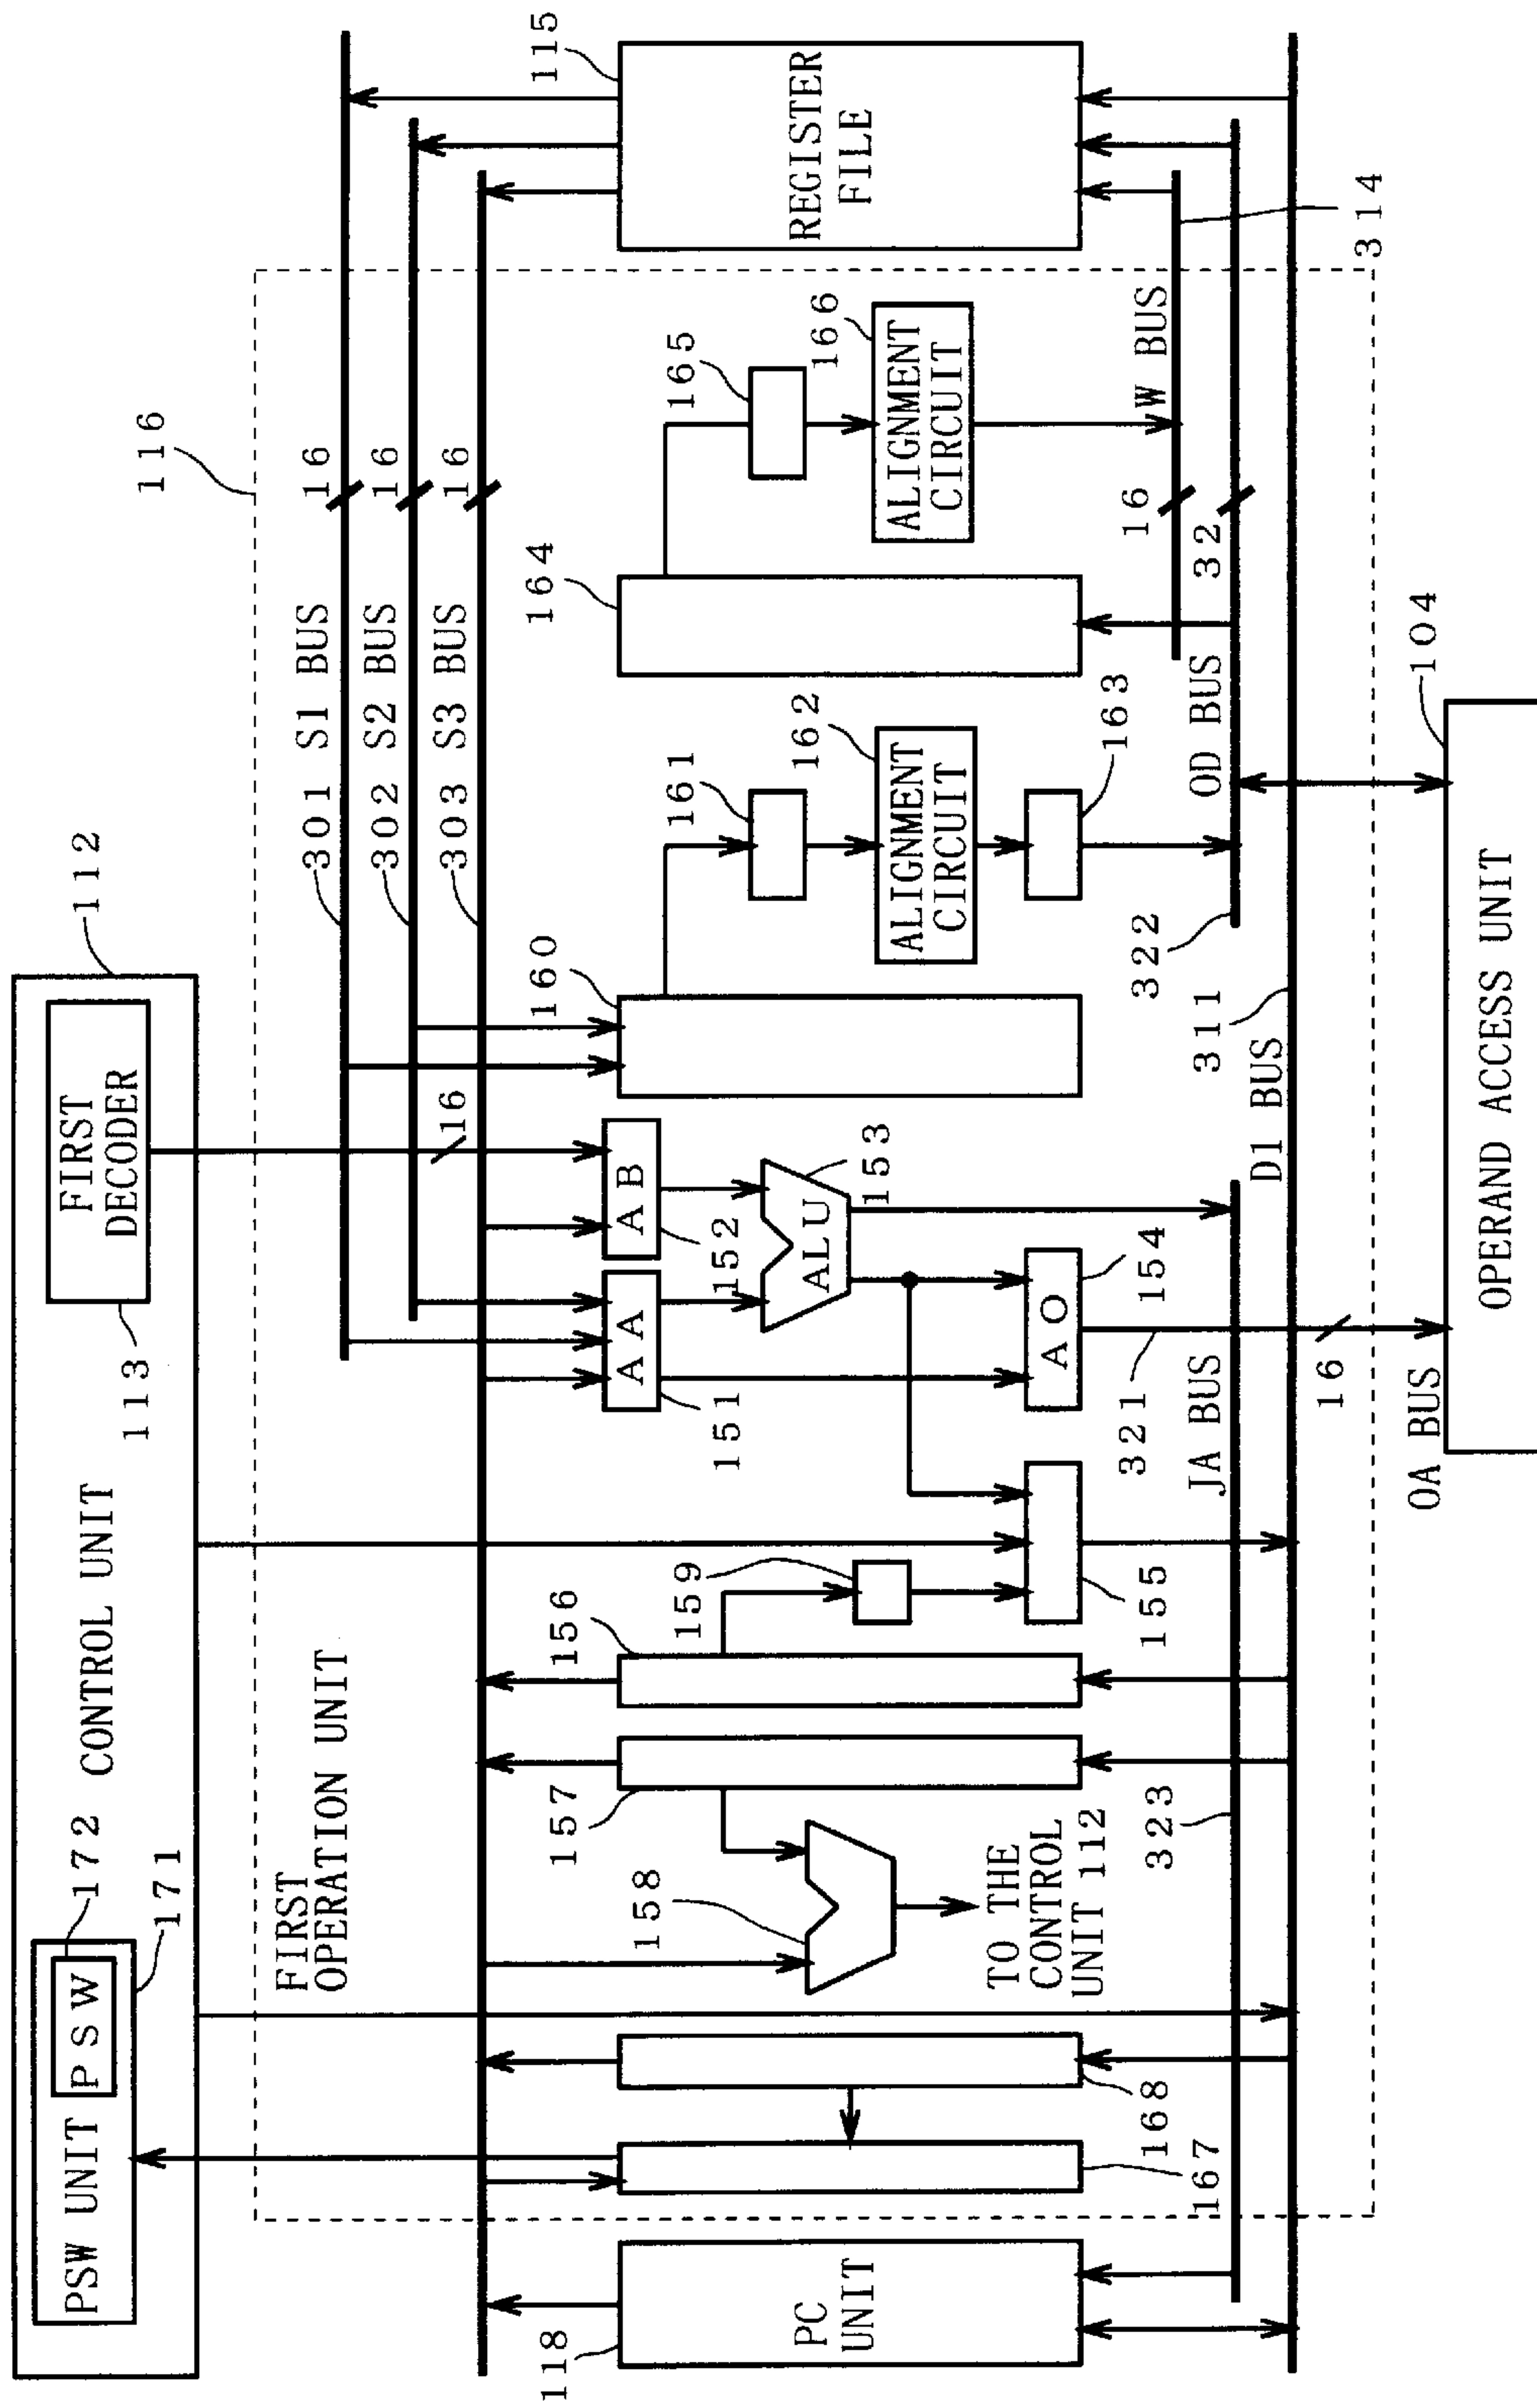 PSW UNIT
P S W
172
171
CONTROL UNIT
113
FIRST
DECODER
112
116
FIRST
OPERATION UNIT
301 S1 BUS
16
302 S2 BUS
16
303 S3 BUS
16
16
118
PC
UNIT
167
168
158
TO THE
CONTROL
UNIT 112
157
156
159
155
151
A A
152
A B
ALU
153
A O
154
160
161
ALIGNMENT
CIRCUIT
162
163
164
165
ALIGNMENT
CIRCUIT
166
115
REGISTER
FILE
W BUS
16
314
OD BUS
32
322
323
JA BUS
321
16
D1 BUS
311
OA BUS
104
OPERAND ACCESS UNIT